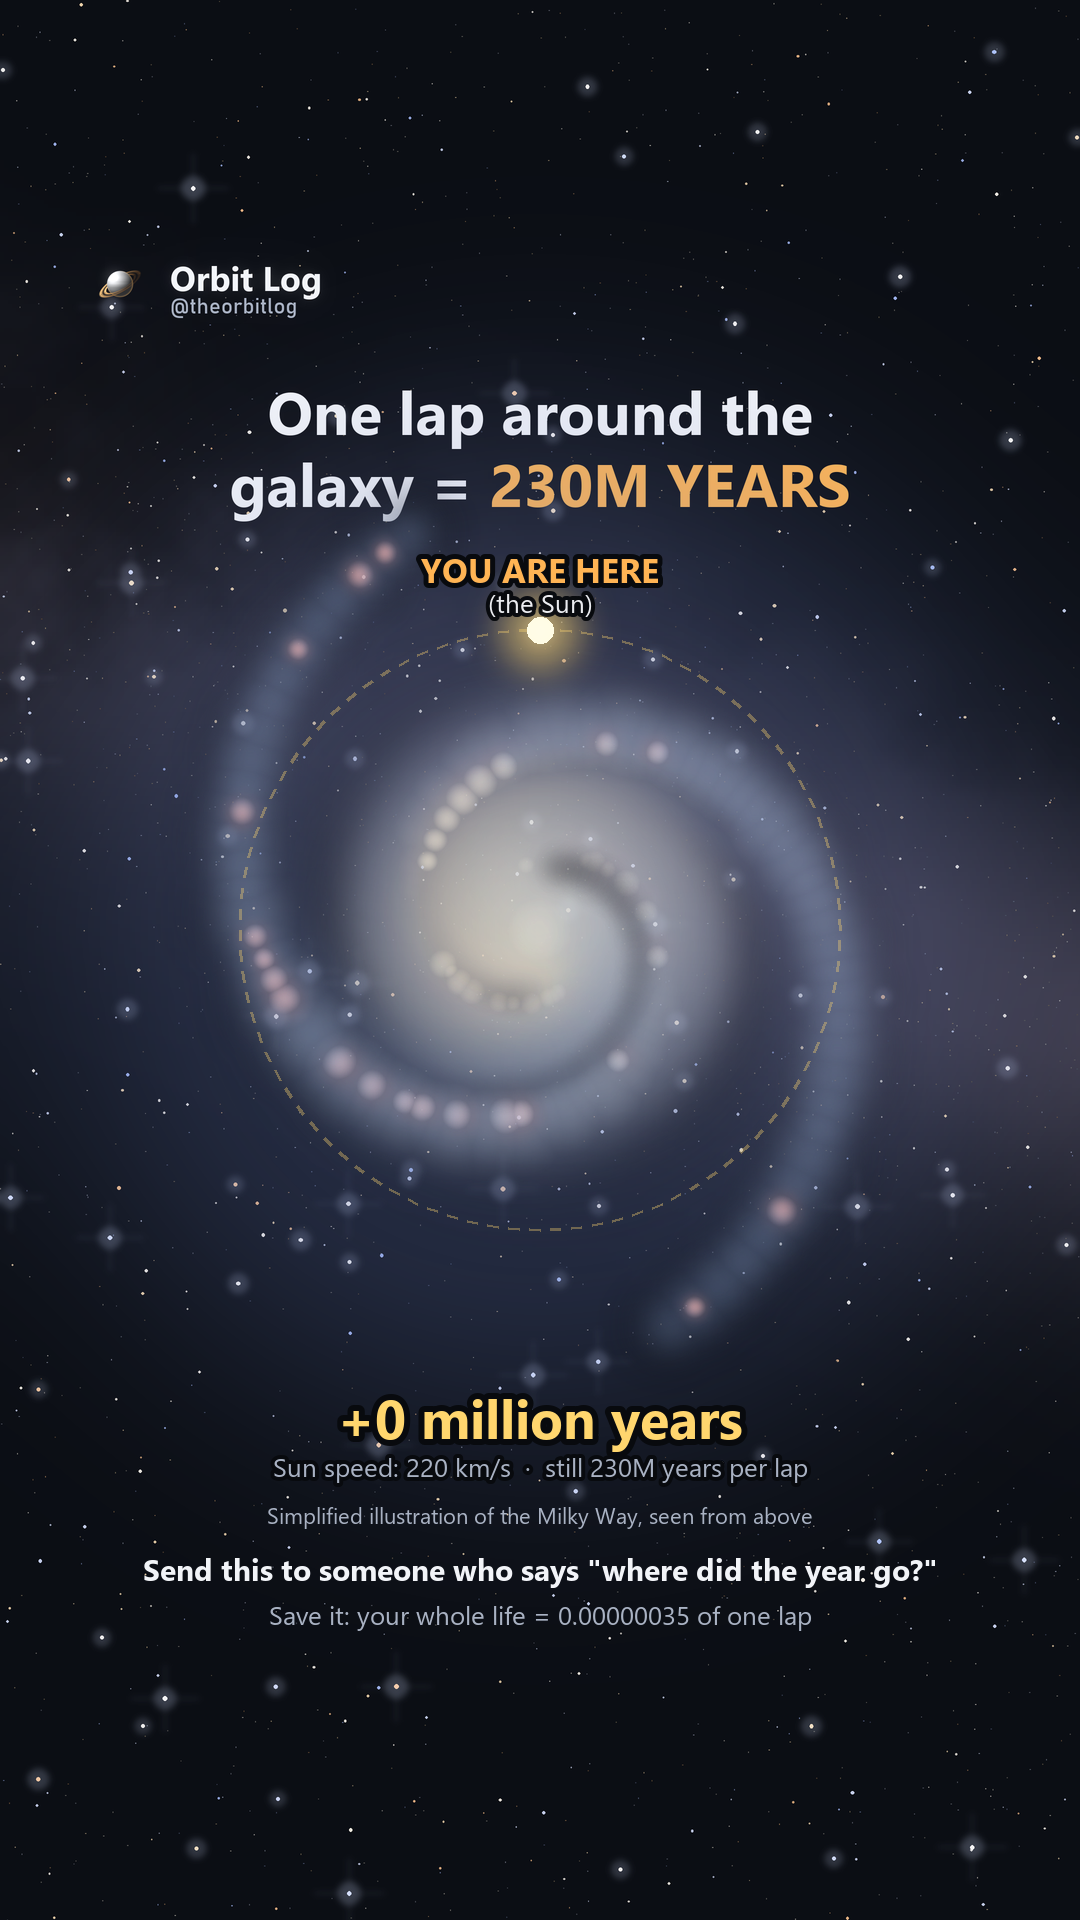 Orbit Log
@theorbitlog
One lap around the
galaxy = 230M YEARS
YOU ARE HERE
(the Sun)
+0 million years
Sun speed: 220 km/s · still 230M years per lap
Simplified illustration of the Milky Way, seen from above
Send this to someone who says "where did the year go?"
Save it: your whole life = 0.00000035 of one lap